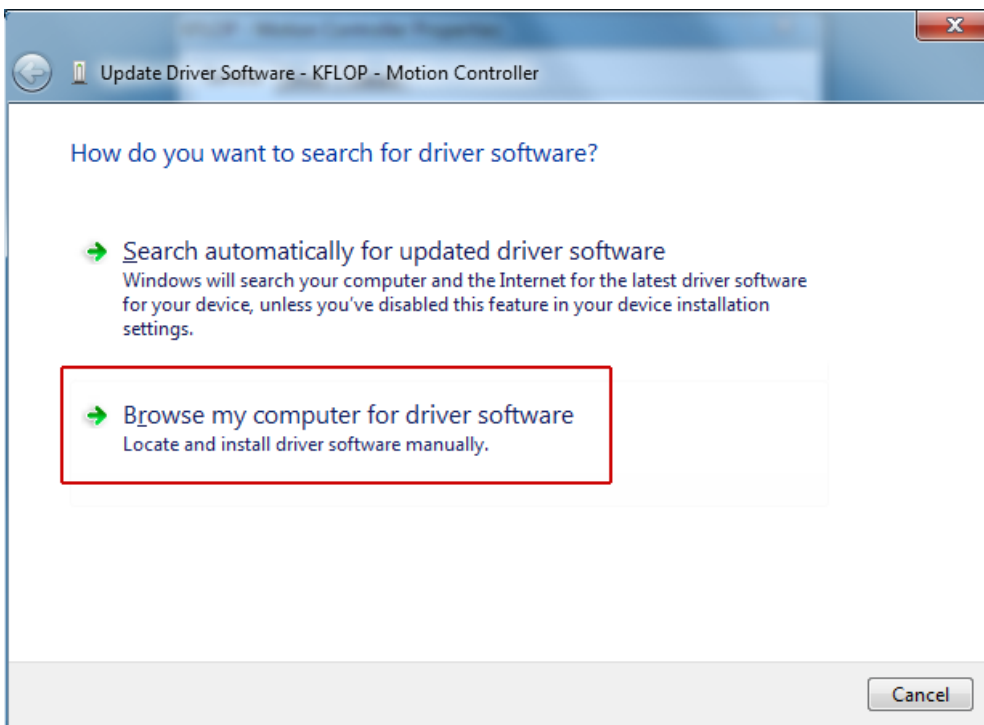 Update Driver Software - KFLOP - Motion Controller
How do you want to search for driver software?
Search automatically for updated driver software
Windows will search your computer and the Internet for the latest driver software
for your device, unless you've disabled this feature in your device installation
settings.
Browse my computer for driver software
Locate and install driver software manually.
Cancel